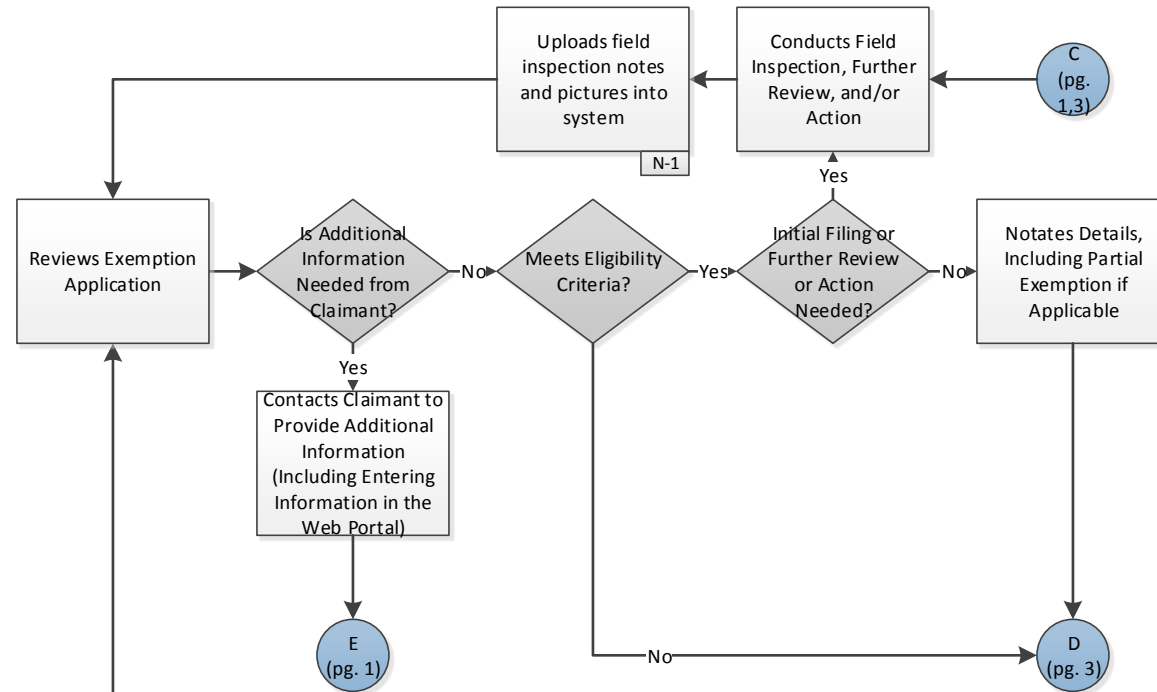 Uploads field
inspection notes
and pictures into
system
N-1
Conducts Field
Inspection, Further
Review, and/or
Action
C
(pg.
1,3)
Yes
Reviews Exemption
Application
Is Additional
Information
Needed from
Claimant?
No
Meets Eligibility
Criteria?
Yes
Initial Filing or
Further Review
or Action
Needed?
No
Notates Details,
Including Partial
Exemption if
Applicable
Yes
Contacts Claimant to
Provide Additional
Information
(Including Entering
Information in the
Web Portal)
E
(pg. 1)
No
D
(pg. 3)